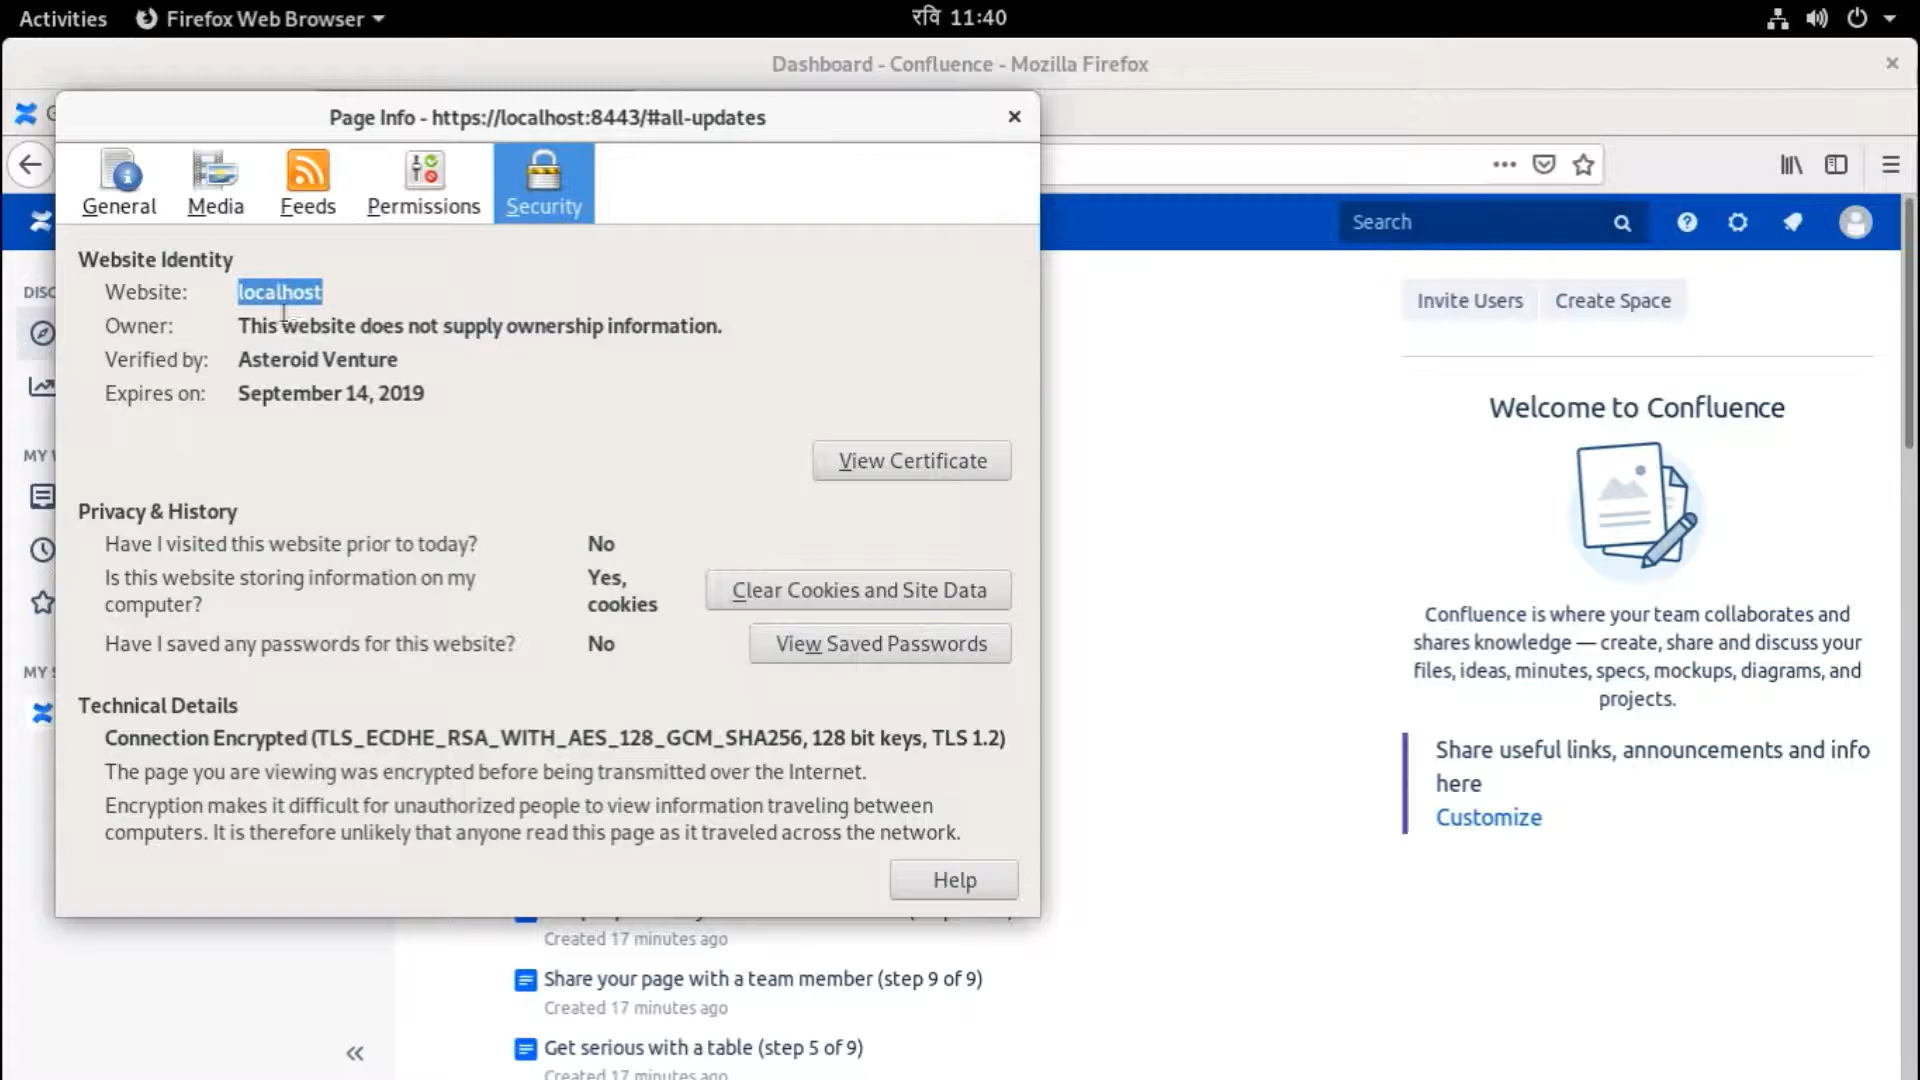 Activities
Firefox Web Browser
रवि 11:40
Dashboard - Confluence - Mozilla Firefox
Page Info - https://localhost:8443/#all-updates
General
Media
Feeds
Permissions
Security
Search
Website Identity
Website: localhost
Owner: This website does not supply ownership information.
Verified by: Asteroid Venture
Expires on: September 14, 2019
View Certificate
Privacy & History
Have I visited this website prior to today? No
Is this website storing information on my
computer?
Yes,
cookies
Clear Cookies and Site Data
Have I saved any passwords for this website? No
View Saved Passwords
Technical Details
Connection Encrypted (TLS_ECDHE_RSA_WITH_AES_128_GCM_SHA256, 128 bit keys, TLS 1.2)
The page you are viewing was encrypted before being transmitted over the Internet.
Encryption makes it difficult for unauthorized people to view information traveling between
computers. It is therefore unlikely that anyone read this page as it traveled across the network.
Help
DISC
MY
MY
Invite Users
Create Space
Welcome to Confluence
Confluence is where your team collaborates and
shares knowledge — create, share and discuss your
files, ideas, minutes, specs, mockups, diagrams, and
projects.
Share useful links, announcements and info
here
Customize
Created 17 minutes ago
Share your page with a team member (step 9 of 9)
Created 17 minutes ago
Get serious with a table (step 5 of 9)
Created 17 minutes ago